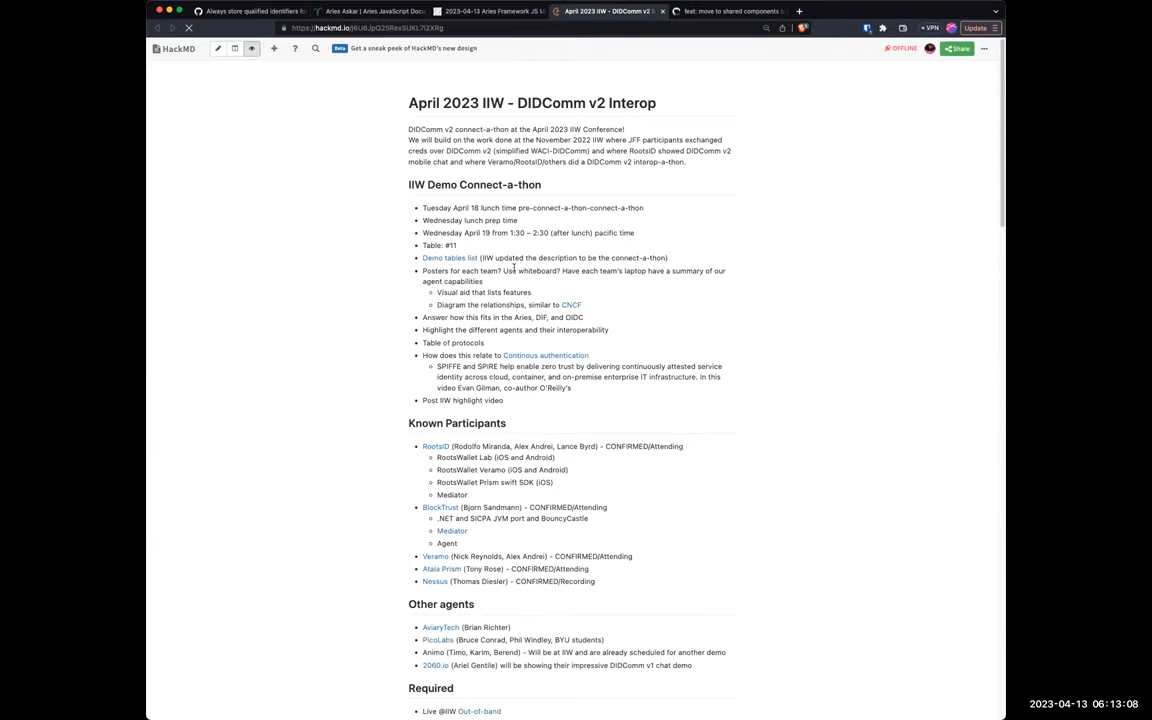 Always store qualified identifiers fo
Aries Askar | Aries JavaScript Docu
2023-04-13 Aries Framework JS M
April 2023 IIW - DIDComm v2 In
feat: move to shared components b
https://hackmd.io/j6U6JpQ2SRexSUKL7l2XRg
VPN
Update
HackMD
Beta Get a sneak peek of HackMD's new design
OFFLINE
Share
April 2023 IIW - DIDComm v2 Interop
DIDComm v2 connect-a-thon at the April 2023 IIW Conference!
We will build on the work done at the November 2022 IIW where JFF participants exchanged
creds over DIDComm v2 (simplified WACI-DIDComm) and where RootsID showed DIDComm v2
mobile chat and where Veramo/RootsID/others did a DIDComm v2 interop-a-thon.
IIW Demo Connect-a-thon
Tuesday April 18 lunch time pre-connect-a-thon-connect-a-thon
Wednesday lunch prep time
Wednesday April 19 from 1:30 – 2:30 (after lunch) pacific time
Table: #11
Demo tables list (IIW updated the description to be the connect-a-thon)
Posters for each team? Use whiteboard? Have each team's laptop have a summary of our
agent capabilities
Visual aid that lists features
Diagram the relationships, similar to CNCF
Answer how this fits in the Aries, DIF, and OIDC
Highlight the different agents and their interoperability
Table of protocols
How does this relate to Continous authentication
SPIFFE and SPIRE help enable zero trust by delivering continuously attested service
identity across cloud, container, and on-premise enterprise IT infrastructure. In this
video Evan Gilman, co-author O'Reilly's
Post IIW highlight video
Known Participants
RootsID (Rodolfo Miranda, Alex Andrei, Lance Byrd) - CONFIRMED/Attending
RootsWallet Lab (iOS and Android)
RootsWallet Veramo (iOS and Android)
RootsWallet Prism swift SDK (iOS)
Mediator
BlockTrust (Bjorn Sandmann) - CONFIRMED/Attending
.NET and SICPA JVM port and BouncyCastle
Mediator
Agent
Veramo (Nick Reynolds, Alex Andrei) - CONFIRMED/Attending
Atala Prism (Tony Rose) - CONFIRMED/Attending
Nessus (Thomas Diesler) - CONFIRMED/Recording
Other agents
AviaryTech (Brian Richter)
PicoLabs (Bruce Conrad, Phil Windley, BYU students)
Animo (Timo, Karim, Berend) - Will be at IIW and are already scheduled for another demo
2060.io (Ariel Gentile) will be showing their impressive DIDComm v1 chat demo
Required
Live @IIW Out-of-band
2023-04-13 06:13:08